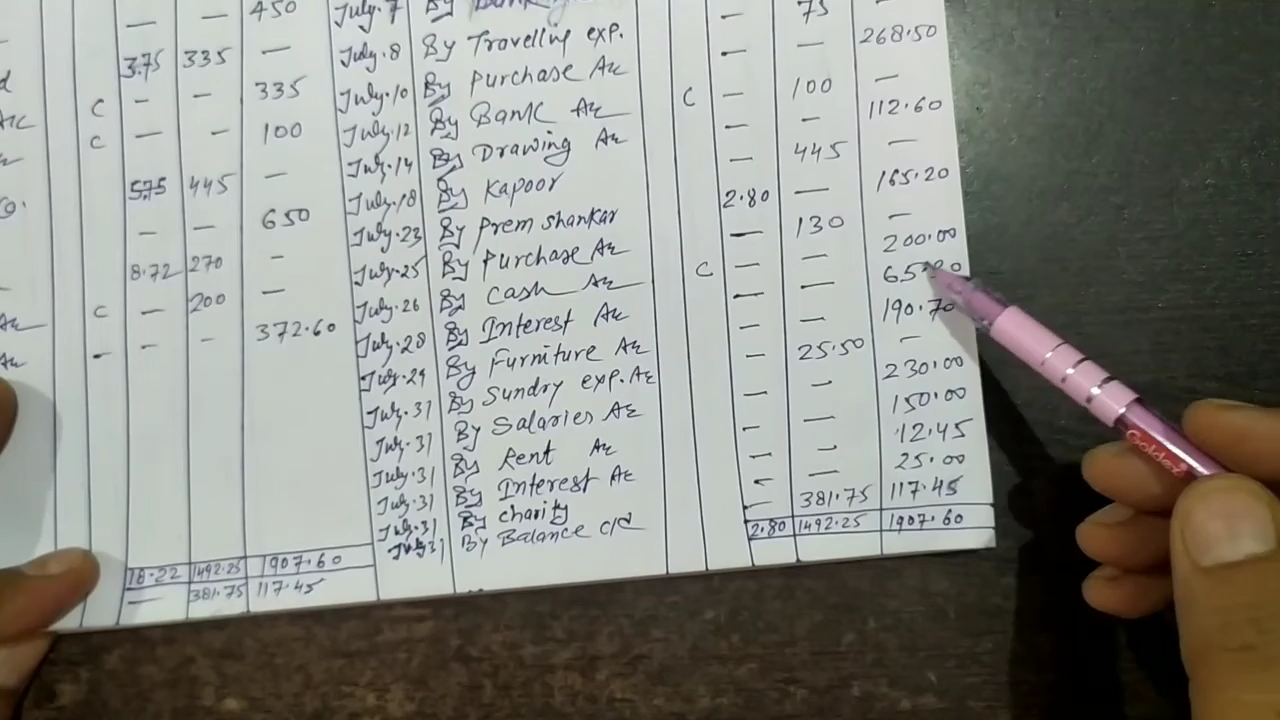 — — 450 July.7 By Bank — 75 —
3.75 335 — July.8 By Travelling exp. — — 268.50
C — — 335 July.10 By Purchase A/c C — 100 —
C — — 100 July.12 By Bank A/c — — 112.60
5.75 445 — July.14 By Drawing A/c — 445 —
— — 650 July.18 By Kapoor 2.80 — 165.20
8.72 270 — July.23 By Prem shankar — 130 —
C — 200 — July.25 By Purchase A/c C — — 200.00
- — — 372.60 July.26 By Cash A/c — —
July.28 By Interest A/c — — 190.70
July.29 By Furniture A/c — 25.50 —
July.31 By Sundry exp. A/c — — 230.00
July.31 By Salaries A/c — — 150.00
July.31 By Rent A/c — — 12.45
July.31 By Interest A/c — — 25.00
July.31 By charity — 381.75 117.45
July31 By Balance c/d 2.80 1492.25 1907.60
18.22 1492.25 1907.60
— 381.75 117.45
Goldex